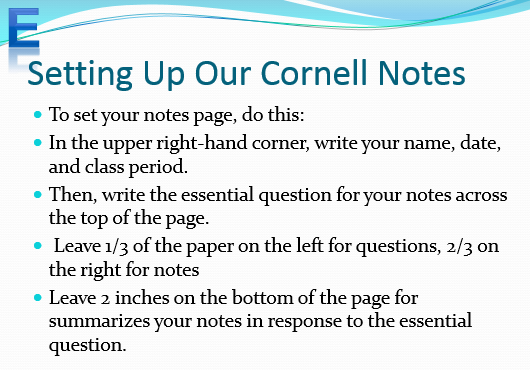 E
Setting Up Our Cornell Notes
To set your notes page, do this:
In the upper right-hand corner, write your name, date,
and class period.
Then, write the essential question for your notes across
the top of the page.
Leave 1/3 of the paper on the left for questions, 2/3 on
the right for notes
Leave 2 inches on the bottom of the page for
summarizes your notes in response to the essential
question.